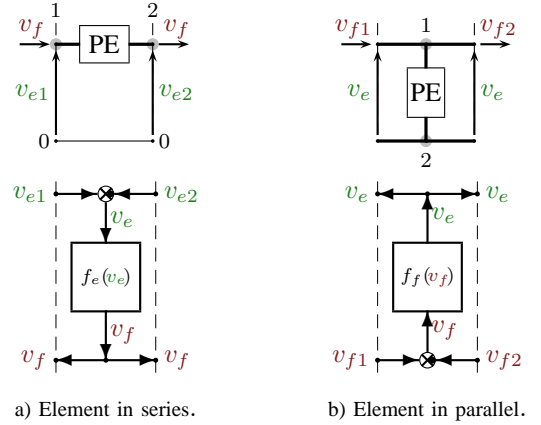 1 2 1
v_f v_f v_{f1} v_{f2}
PE
v_{e1} v_{e2} v_e PE v_e
0 0 2
v_{e1} v_{e2} v_e v_e
v_e v_e
f_e(v_e) f_f(v_f)
v_f v_f
v_f v_f v_{f1} v_{f2}
a) Element in series. b) Element in parallel.